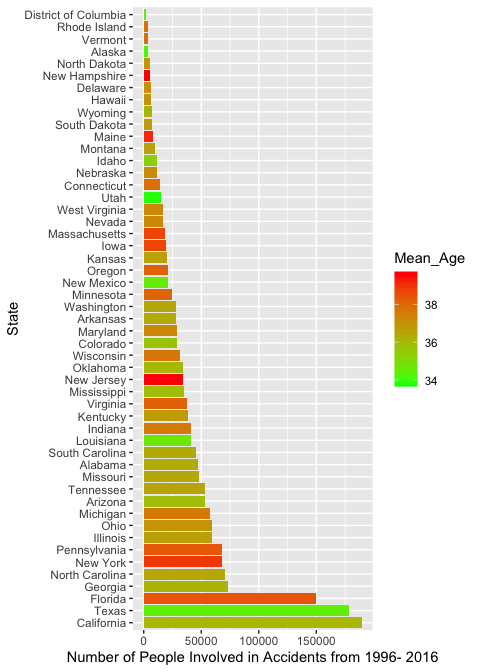 District of Columbia
Rhode Island
Vermont
Alaska
North Dakota
New Hampshire
Delaware
Hawaii
Wyoming
South Dakota
Maine
Montana
Idaho
Nebraska
Connecticut
Utah
West Virginia
Nevada
Massachusetts
Iowa
Kansas
Oregon
New Mexico
Minnesota
Washington
Arkansas
Maryland
Colorado
Wisconsin
Oklahoma
New Jersey
Mississippi
Virginia
Kentucky
Indiana
Louisiana
South Carolina
Alabama
Missouri
Tennessee
Arizona
Michigan
Ohio
Illinois
Pennsylvania
New York
North Carolina
Georgia
Florida
Texas
California
State
0 50000 100000 150000
Number of People Involved in Accidents from 1996- 2016
Mean_Age
38
36
34